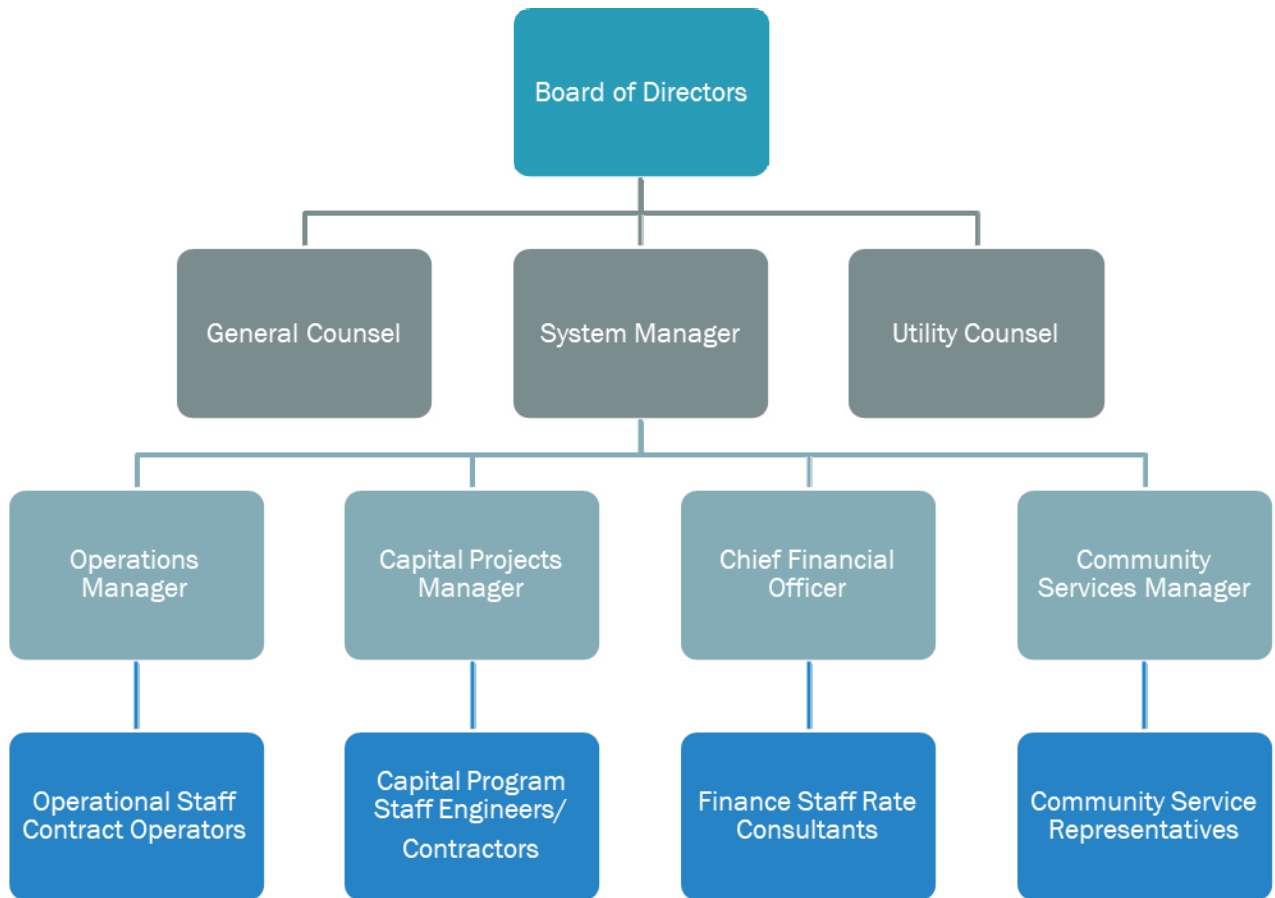 Board of Directors
General Counsel
System Manager
Utility Counsel
Operations
Manager
Capital Projects
Manager
Chief Financial
Officer
Community
Services Manager
Operational Staff
Contract Operators
Capital Program
Staff Engineers/
Contractors
Finance Staff Rate
Consultants
Community Service
Representatives